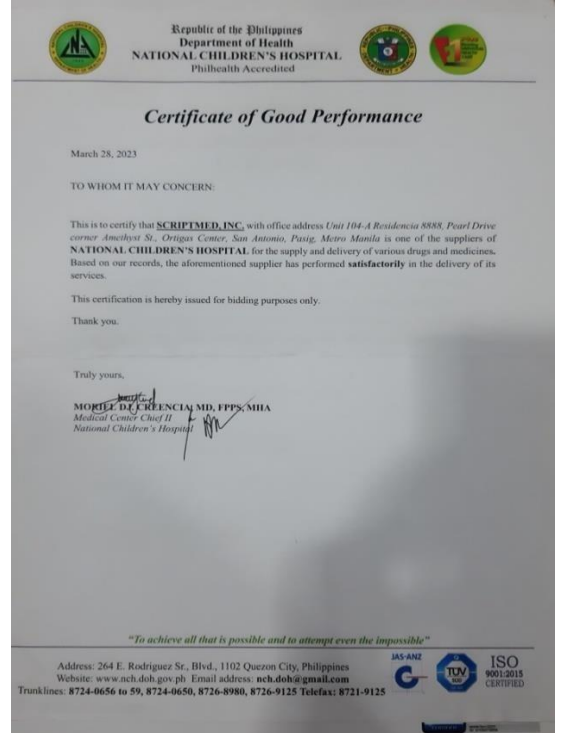 Republic of the Philippines
Department of Health
NATIONAL CHILDREN'S HOSPITAL
Philhealth Accredited
Certificate of Good Performance
March 28, 2023
TO WHOM IT MAY CONCERN:
This is to certify that SCRIPTMED, INC. with office address Unit 104-A Residencia 8888, Pearl Drive
corner Amethyst St., Ortigas Center, San Antonio, Pasig, Metro Manila is one of the suppliers of
NATIONAL CHILDREN'S HOSPITAL for the supply and delivery of various drugs and medicines.
Based on our records, the aforementioned supplier has performed satisfactorily in the delivery of its
services.
This certification is hereby issued for bidding purposes only.
Thank you.
Truly yours,
MORIEL DJ. CREENCIA, MD, FPPS, MHA
Medical Center Chief II
National Children's Hospital
"To achieve all that is possible and to attempt even the impossible"
Address: 264 E. Rodriguez Sr., Blvd., 1102 Quezon City, Philippines
Website: www.nch.doh.gov.ph Email address: nch.doh@gmail.com
Trunklines: 8724-0656 to 59, 8724-0650, 8726-8980, 8726-9125 Telefax: 8721-9125
JAS-ANZ
TUV
ISO
9001:2015
CERTIFIED